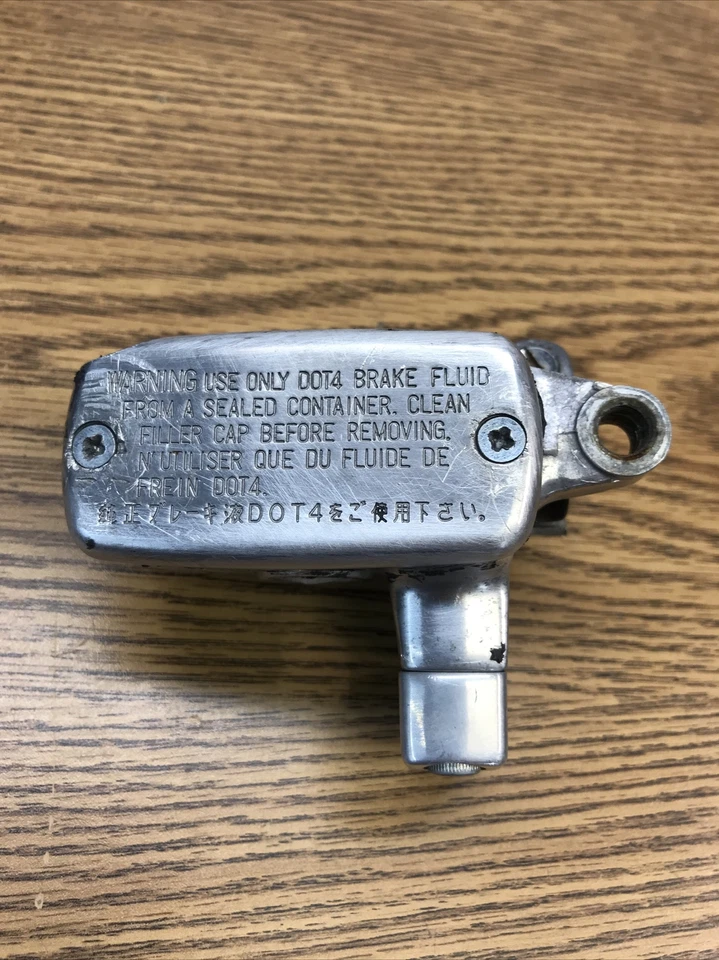 WARNING USE ONLY DOT4 BRAKE FLUID
FROM A SEALED CONTAINER. CLEAN
FILLER CAP BEFORE REMOVING.
N'UTILISER QUE DU FLUIDE DE
FREIN DOT4.
純正ブレーキ液DOT4をご使用下さい。